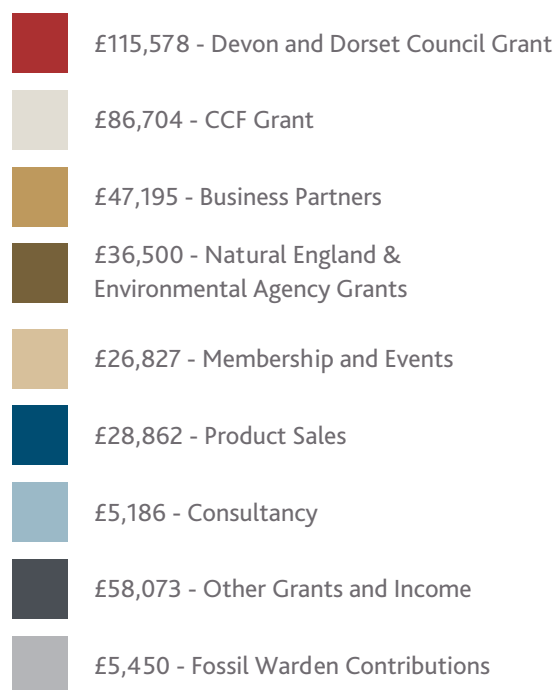 £115,578 - Devon and Dorset Council Grant
£86,704 - CCF Grant
£47,195 - Business Partners
£36,500 - Natural England &
Environmental Agency Grants
£26,827 - Membership and Events
£28,862 - Product Sales
£5,186 - Consultancy
£58,073 - Other Grants and Income
£5,450 - Fossil Warden Contributions